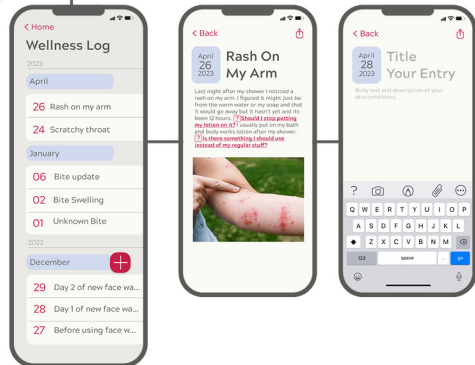 < Home
Wellness Log
2023
April
26 Rash on my arm
24 Scratchy throat
January
06 Bite update
02 Bite Swelling
01 Unknown Bite
2022
December
+
29 Day 2 of new face wa...
28 Day 1 of new face wa...
27 Before using face w...
< Back
April
26
2023
Rash On
My Arm
Last night after my shower I noticed a
rash on my arm. I figured it might just be
from the warm water or my soap and that
it would go away but it hasn't yet and its
been 12 hours. ? Should I stop putting
my lotion on it? I usually put on my bath
and body works lotion after my shower.
? Is there something I should use
instead of my regular stuff?
< Back
April
28
2023
Title
Your Entry
Body text and description of your
skin conditions.
?
Q W E R T Y U I O P
A S D F G H J K L
Z X C V B N M
123 space . go